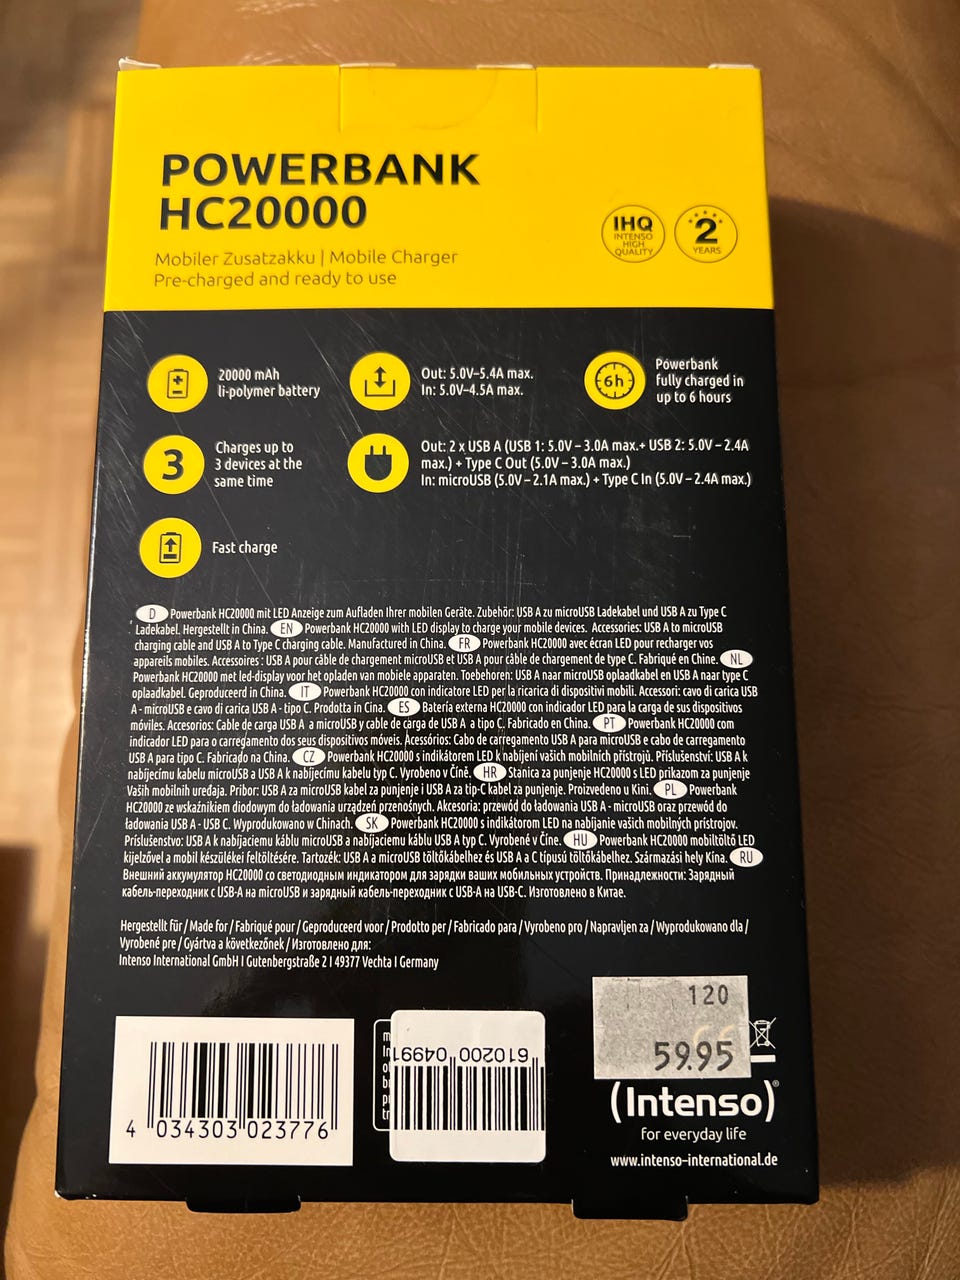 POWERBANK
HC20000
Mobiler Zusatzakku | Mobile Charger
Pre-charged and ready to use
IHQ
INTENSO
HIGH
QUALITY
2
YEARS
20000 mAh
li-polymer battery
Out: 5.0V–5.4A max.
In: 5.0V–4.5A max.
6h
Powerbank
fully charged in
up to 6 hours
3
Charges up to
3 devices at the
same time
Out: 2 x USB A (USB 1: 5.0V – 3.0A max.+ USB 2: 5.0V – 2.4A
max.) + Type C Out (5.0V – 3.0A max.)
In: microUSB (5.0V – 2.1A max.) + Type C In (5.0V – 2.4A max.)
Fast charge
D Powerbank HC20000 mit LED Anzeige zum Aufladen Ihrer mobilen Geräte. Zubehör: USB A zu microUSB Ladekabel und USB A zu Type C
Ladekabel. Hergestellt in China. EN Powerbank HC20000 with LED display to charge your mobile devices. Accessories: USB A to microUSB
charging cable and USB A to Type C charging cable. Manufactured in China. FR Powerbank HC20000 avec écran LED pour recharger vos
appareils mobiles. Accessoires : USB A pour câble de chargement microUSB et USB A pour câble de chargement de type C. Fabriqué en Chine. NL
Powerbank HC20000 met led-display voor het opladen van mobiele apparaten. Toebehoren: USB A naar microUSB oplaadkabel en USB A naar type C
oplaadkabel. Geproduceerd in China. IT Powerbank HC20000 con indicatore LED per la ricarica di dispositivi mobili. Accessori: cavo di carica USB
A - microUSB e cavo di carica USB A - tipo C. Prodotta in Cina. ES Batería externa HC20000 con indicador LED para la carga de sus dispositivos
móviles. Accesorios: Cable de carga USB A a microUSB y cable de carga de USB A a tipo C. Fabricado en China. PT Powerbank HC20000 com
indicador LED para o carregamento dos seus dispositivos móveis. Acessórios: Cabo de carregamento USB A para microUSB e cabo de carregamento
USB A para tipo C. Fabricado na China. CZ Powerbank HC20000 s indikátorem LED k nabíjení vašich mobilních přístrojů. Příslušenství: USB A k
nabíjecímu kabelu microUSB a USB A k nabíjecímu kabelu typ C. Vyrobeno v Číně. HR Stanica za punjenje HC20000 s LED prikazom za punjenje
Vaših mobilnih uređaja. Pribor: USB A za microUSB kabel za punjenje i USB A za tip-C kabel za punjenje. Proizvedeno u Kini. PL Powerbank
HC20000 ze wskaźnikiem diodowym do ładowania urządzeń przenośnych. Akcesoria: przewód do ładowania USB A - microUSB oraz przewód do
ładowania USB A - USB C. Wyprodukowano w Chinach. SK Powerbank HC20000 s indikátorom LED na nabíjanie vašich mobilných prístrojov.
Príslušenstvo: USB A k nabíjaciemu káblu microUSB a nabíjaciemu káblu USB A typ C. Vyrobené v Číne. HU Powerbank HC20000 mobiltöltő LED
kijelzővel a mobil készülékei feltöltésére. Tartozék: USB A a microUSB töltőkábelhez és USB A a C típusú töltőkábelhez. Származási hely Kína. RU
Внешний аккумулятор HC20000 со светодиодным индикатором для зарядки ваших мобильных устройств. Принадлежности: Зарядный
кабель-переходник с USB-A на microUSB и зарядный кабель-переходник с USB-A на USB-C. Изготовлено в Китае.
Hergestellt für / Made for / Fabriqué pour / Geproduceerd voor / Prodotto per / Fabricado para / Vyrobeno pro / Napravljen za / Wyprodukowano dla /
Vyrobené pre / Gyártva a következőnek / Изготовлено для:
Intenso International GmbH I Gutenbergstraße 2 I 49377 Vechta I Germany
120
59.95
610200 04991
4 034303 023776
(Intenso)®
for everyday life
www.intenso-international.de